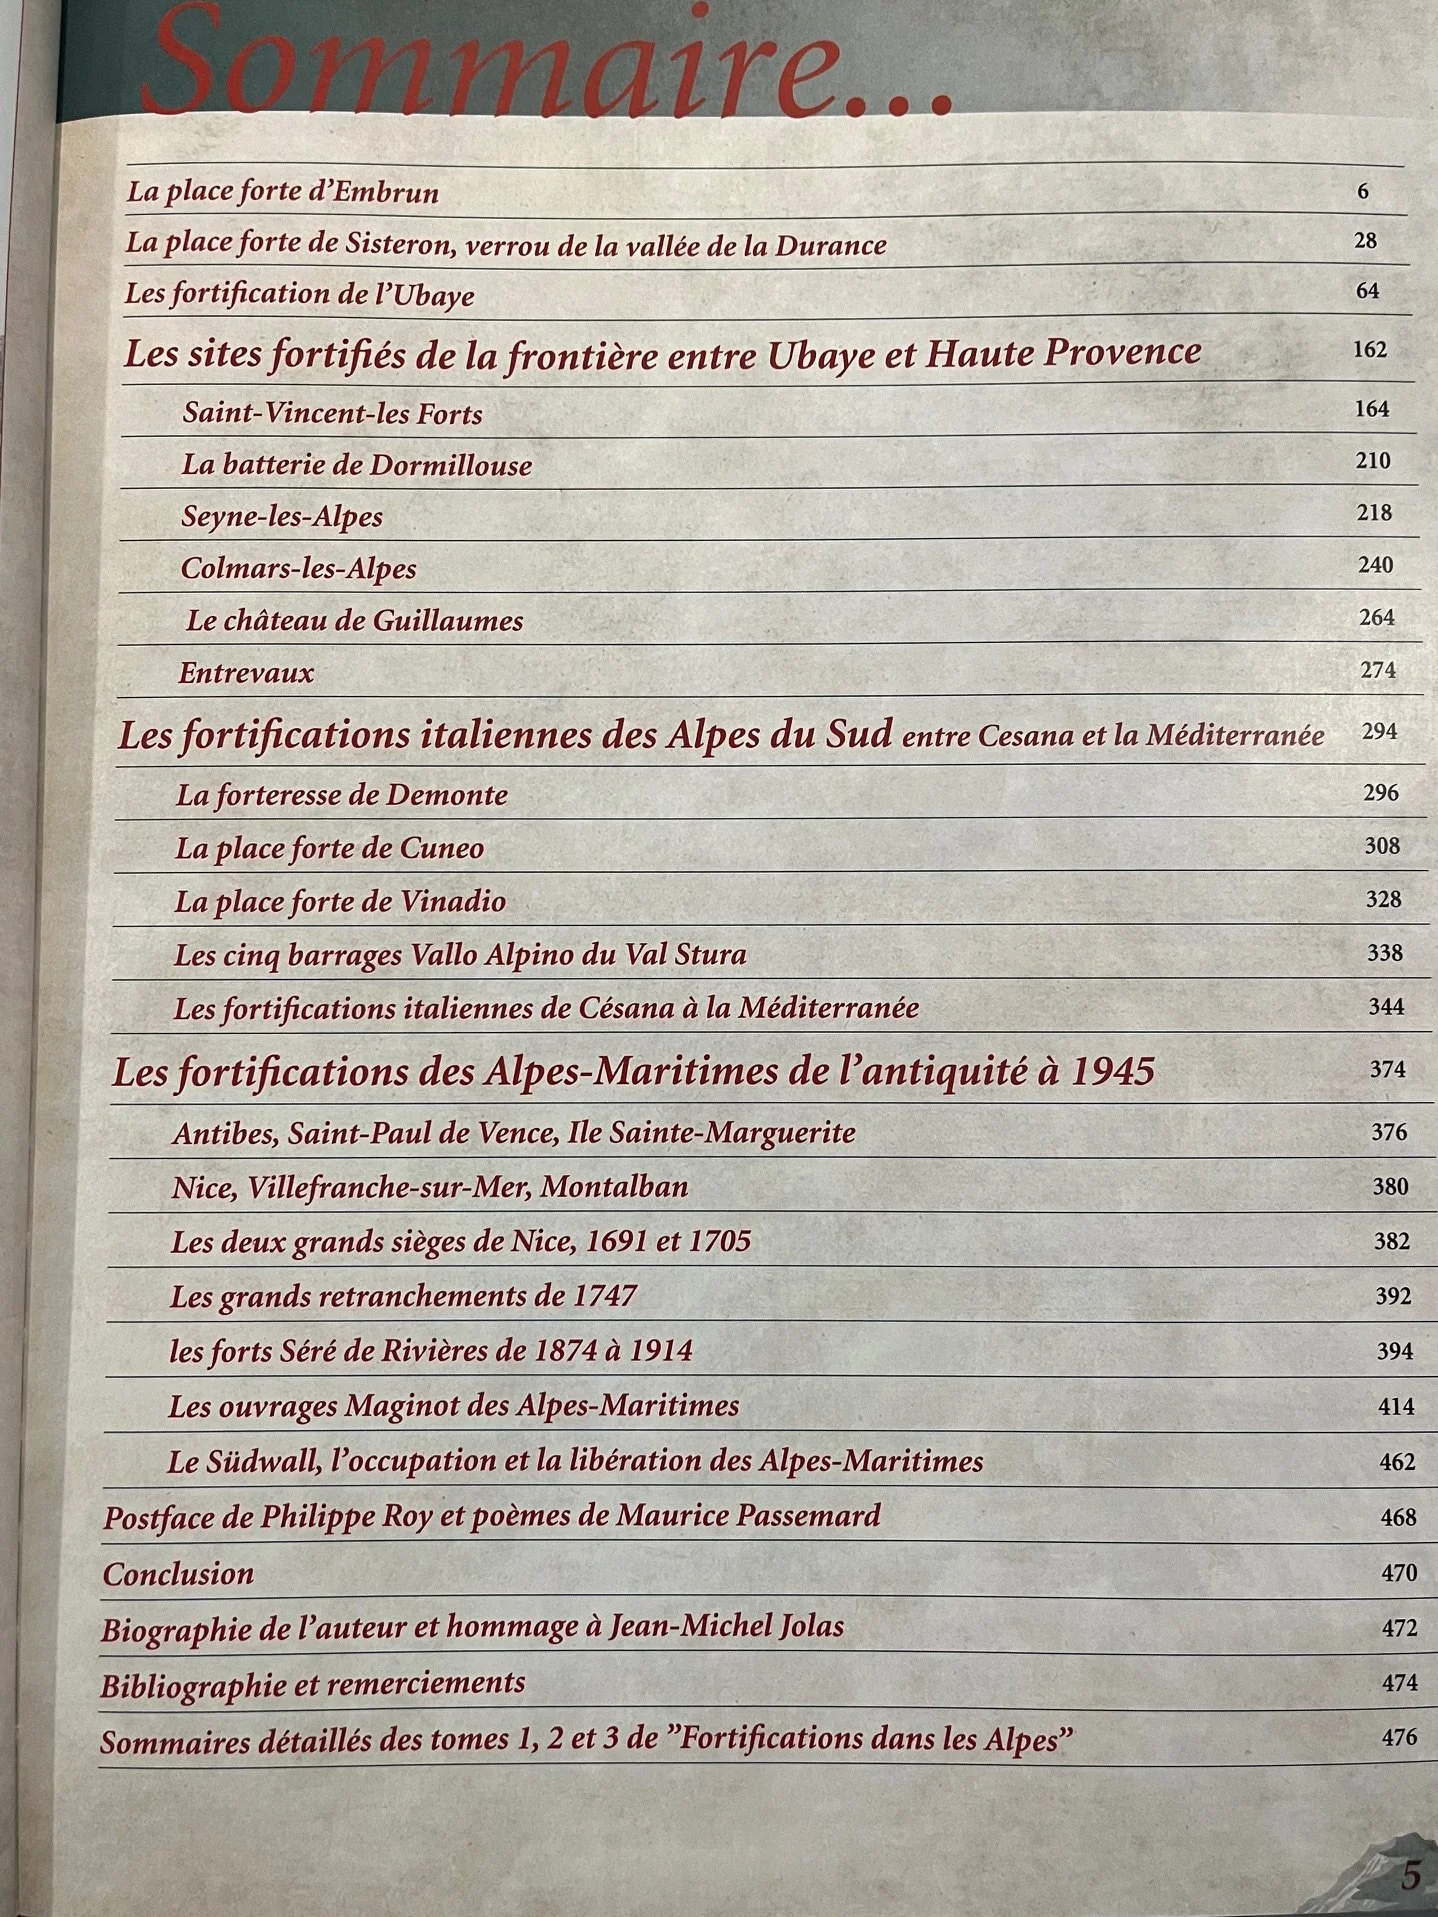 Sommaire...
La place forte d'Embrun 6
La place forte de Sisteron, verrou de la vallée de la Durance 28
Les fortification de l'Ubaye 64
Les sites fortifiés de la frontière entre Ubaye et Haute Provence 162
Saint-Vincent-les Forts 164
La batterie de Dormillouse 210
Seyne-les-Alpes 218
Colmars-les-Alpes 240
Le château de Guillaumes 264
Entrevaux 274
Les fortifications italiennes des Alpes du Sud entre Cesana et la Méditerranée 294
La forteresse de Demonte 296
La place forte de Cuneo 308
La place forte de Vinadio 328
Les cinq barrages Vallo Alpino du Val Stura 338
Les fortifications italiennes de Césana à la Méditerranée 344
Les fortifications des Alpes-Maritimes de l'antiquité à 1945 374
Antibes, Saint-Paul de Vence, Ile Sainte-Marguerite 376
Nice, Villefranche-sur-Mer, Montalban 380
Les deux grands sièges de Nice, 1691 et 1705 382
Les grands retranchements de 1747 392
les forts Séré de Rivières de 1874 à 1914 394
Les ouvrages Maginot des Alpes-Maritimes 414
Le Südwall, l'occupation et la libération des Alpes-Maritimes 462
Postface de Philippe Roy et poèmes de Maurice Passemard 468
Conclusion 470
Biographie de l'auteur et hommage à Jean-Michel Jolas 472
Bibliographie et remerciements 474
Sommaires détaillés des tomes 1, 2 et 3 de ”Fortifications dans les Alpes” 476
5